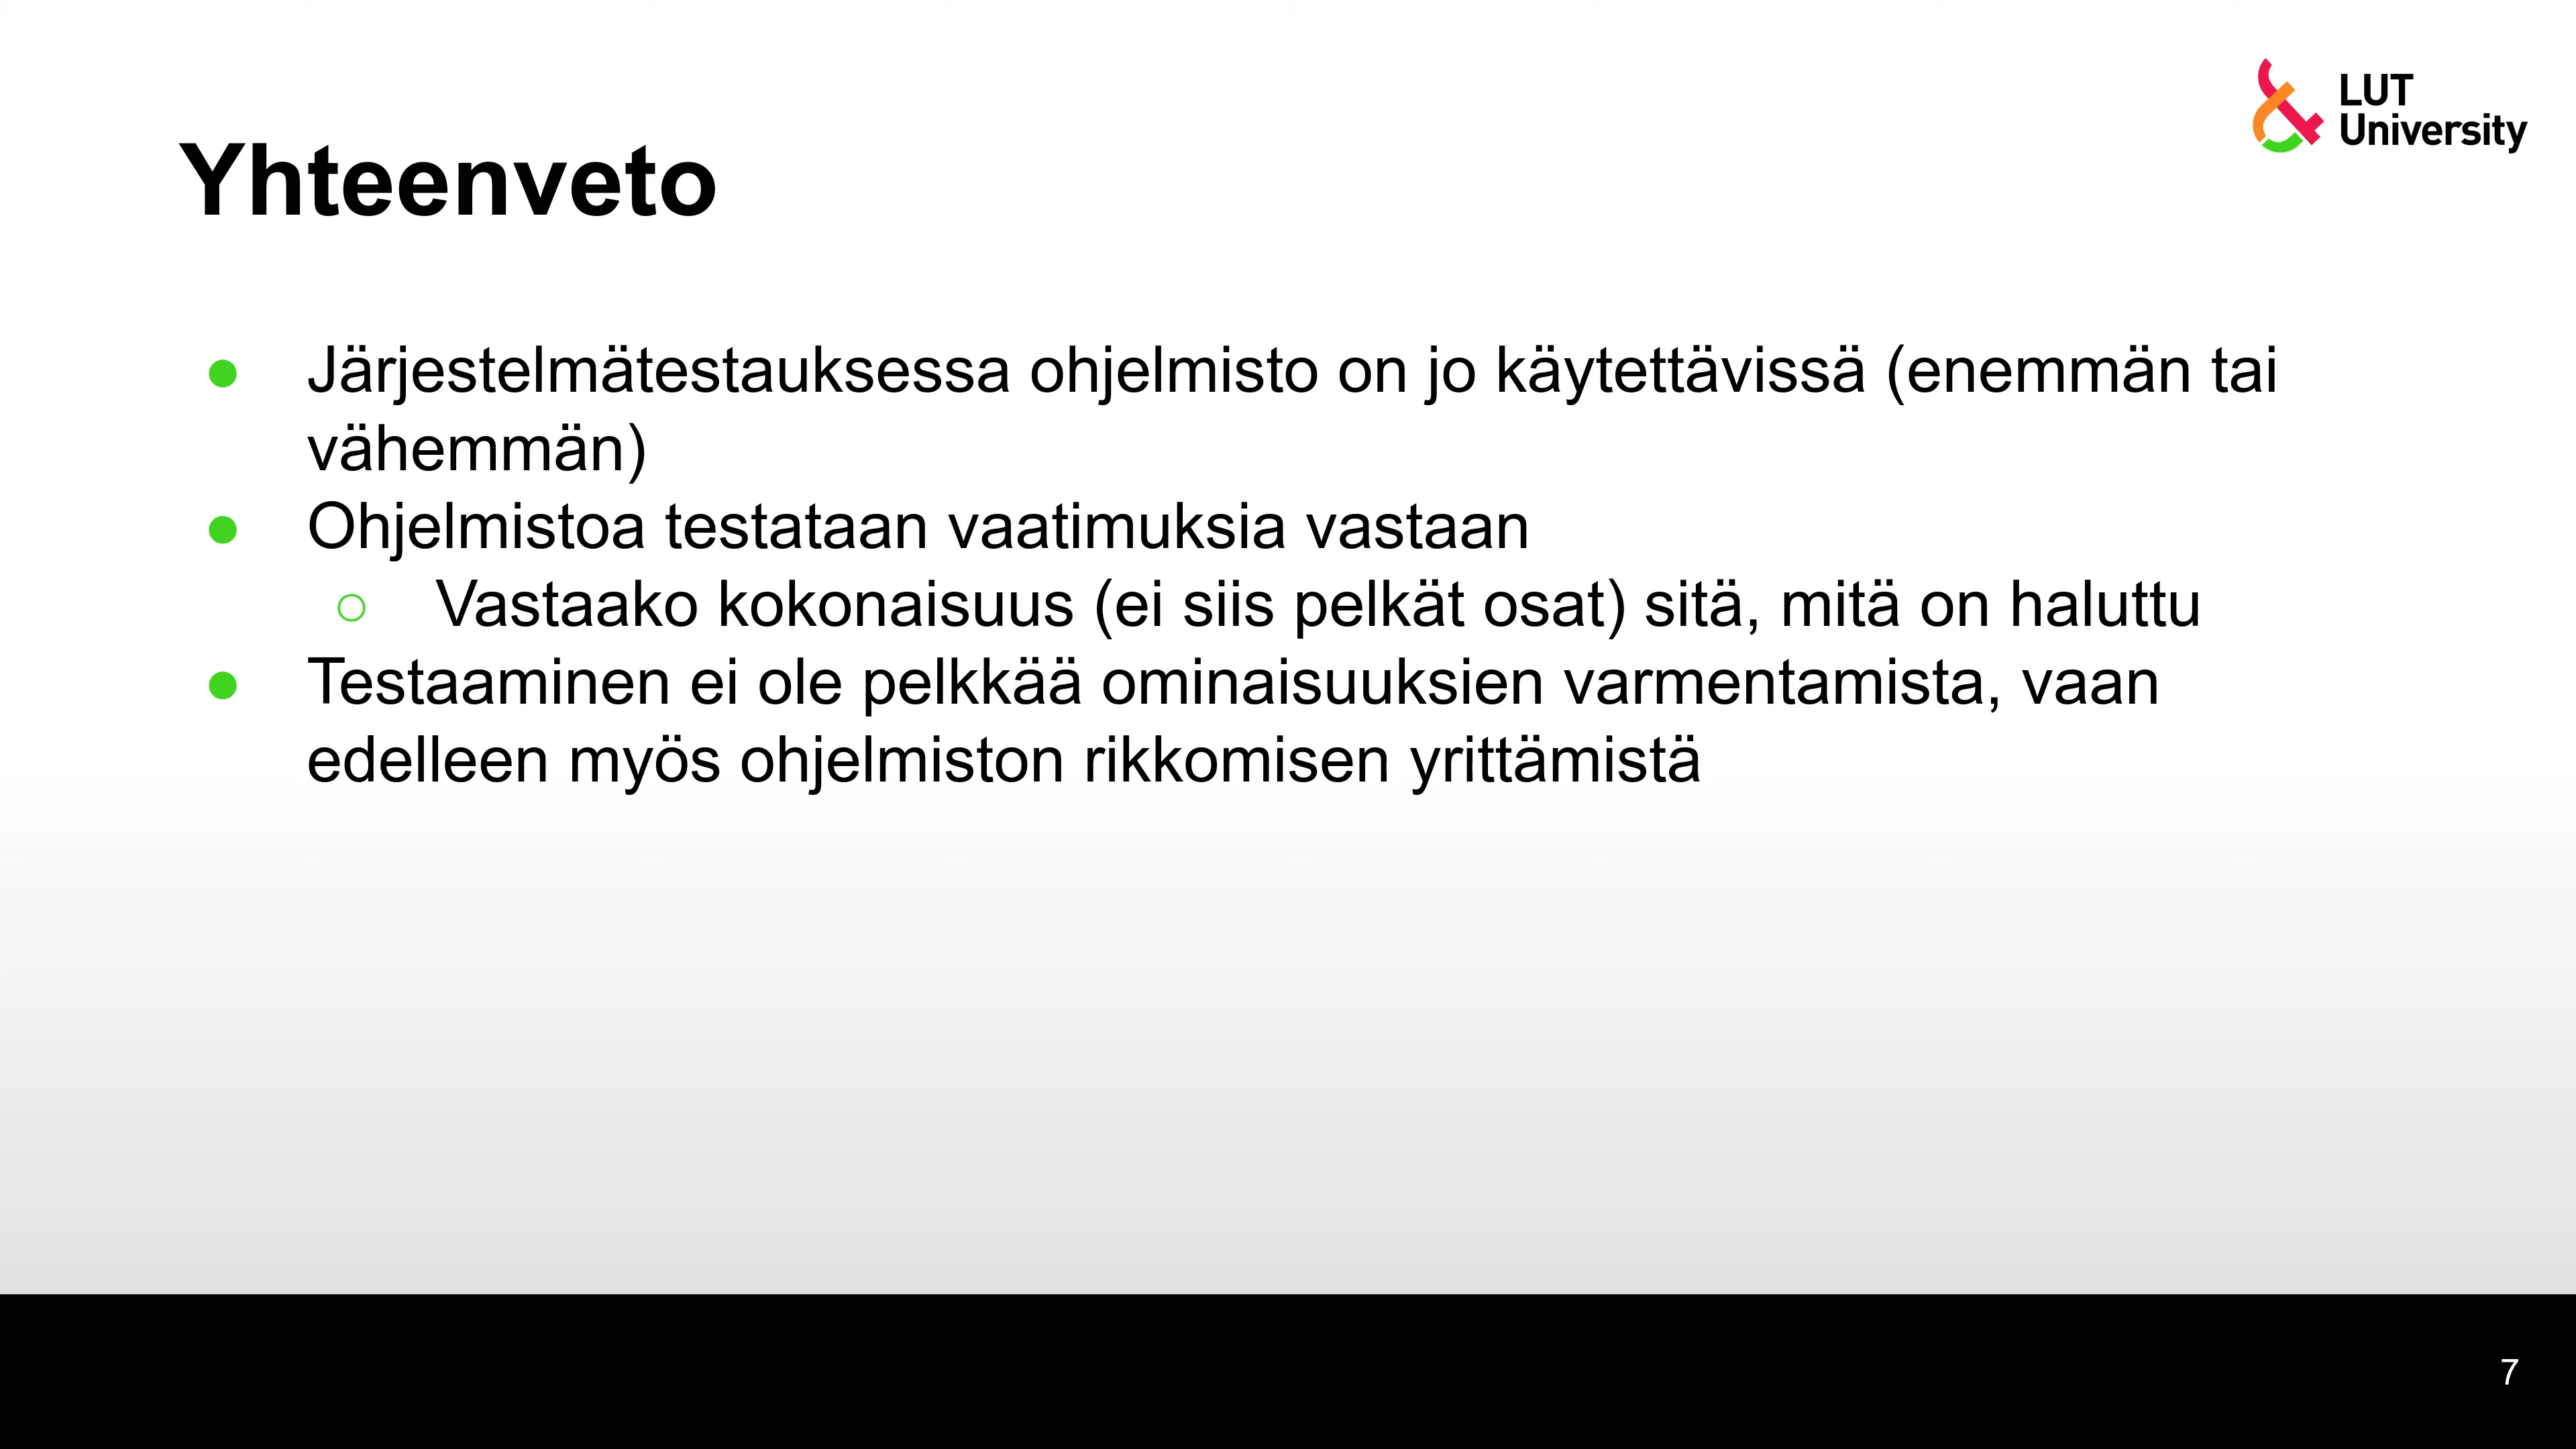 LUT
University
Yhteenveto
● Järjestelmätestauksessa ohjelmisto on jo käytettävissä (enemmän tai
vähemmän)
● Ohjelmistoa testataan vaatimuksia vastaan
○ Vastaako kokonaisuus (ei siis pelkät osat) sitä, mitä on haluttu
● Testaaminen ei ole pelkkää ominaisuuksien varmentamista, vaan
edelleen myös ohjelmiston rikkomisen yrittämistä
7